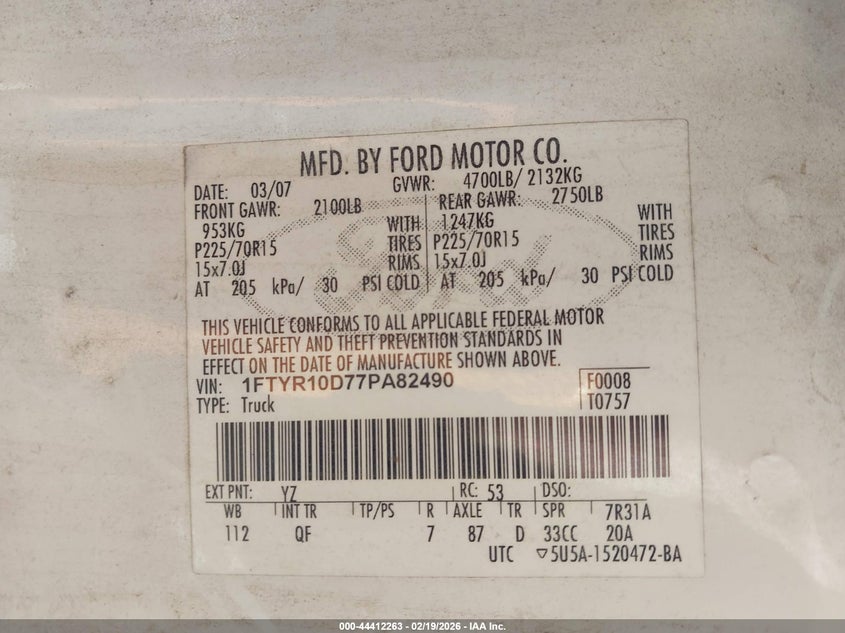 MFD. BY FORD MOTOR CO.
DATE: 03/07 GVWR: 4700LB/ 2132KG
FRONT GAWR: 2100LB REAR GAWR: 2750LB
953KG WITH 1247KG WITH
P225/70R15 TIRES P225/70R15 TIRES
15x7.0J RIMS 15x7.0J RIMS
AT 205 kPa/ 30 PSI COLD AT 205 kPa/ 30 PSI COLD
Ford
THIS VEHICLE CONFORMS TO ALL APPLICABLE FEDERAL MOTOR
VEHICLE SAFETY AND THEFT PREVENTION STANDARDS IN
EFFECT ON THE DATE OF MANUFACTURE SHOWN ABOVE.
VIN: 1FTYR10D77PA82490 F0008
TYPE: Truck T0757
EXT PNT: YZ RC: 53 DSO:
WB INT TR TP/PS R AXLE TR SPR 7R31A
112 QF 7 87 D 33CC 20A
UTC ▽5U5A-1520472-BA
000-44412263 - 02/19/2026 - IAA Inc.